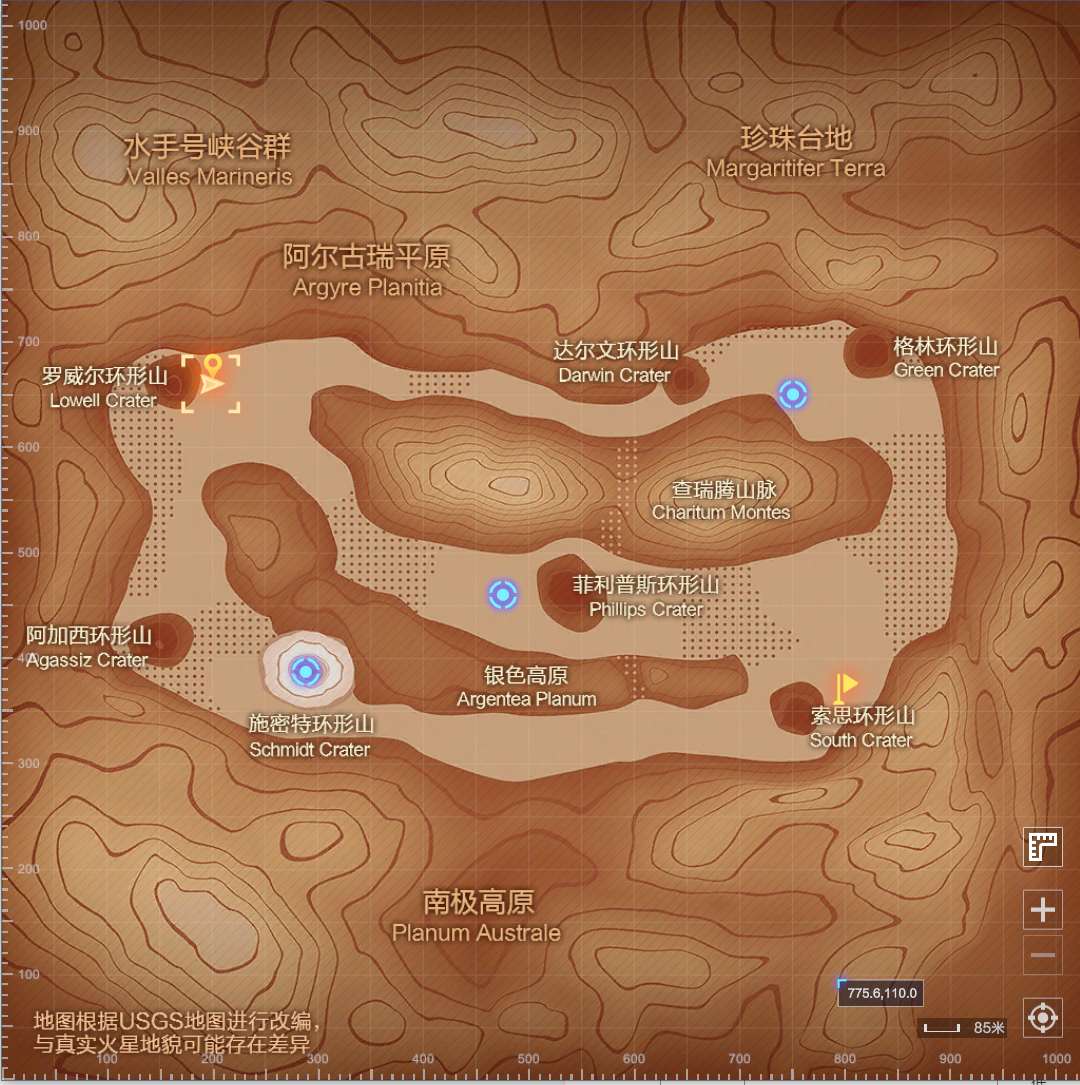 1000
900
水手号峡谷群
Valles Marineris
珍珠台地
Margaritifer Terra
800
阿尔古瑞平原
Argyre Planitia
700
罗威尔环形山
Lowell Crater
达尔文环形山
Darwin Crater
格林环形山
Green Crater
600
查瑞腾山脉
Charitum Montes
500
菲利普斯环形山
Phillips Crater
阿加西环形山
Agassiz Crater
银色高原
Argentea Planum
施密特环形山
Schmidt Crater
索思环形山
South Crater
300
200
南极高原
Planum Australe
100
775.6,110.0
85米
地图根据USGS地图进行改编，
与真实火星地貌可能存在差异
100
200
300
400
500
600
700
800
900
1000